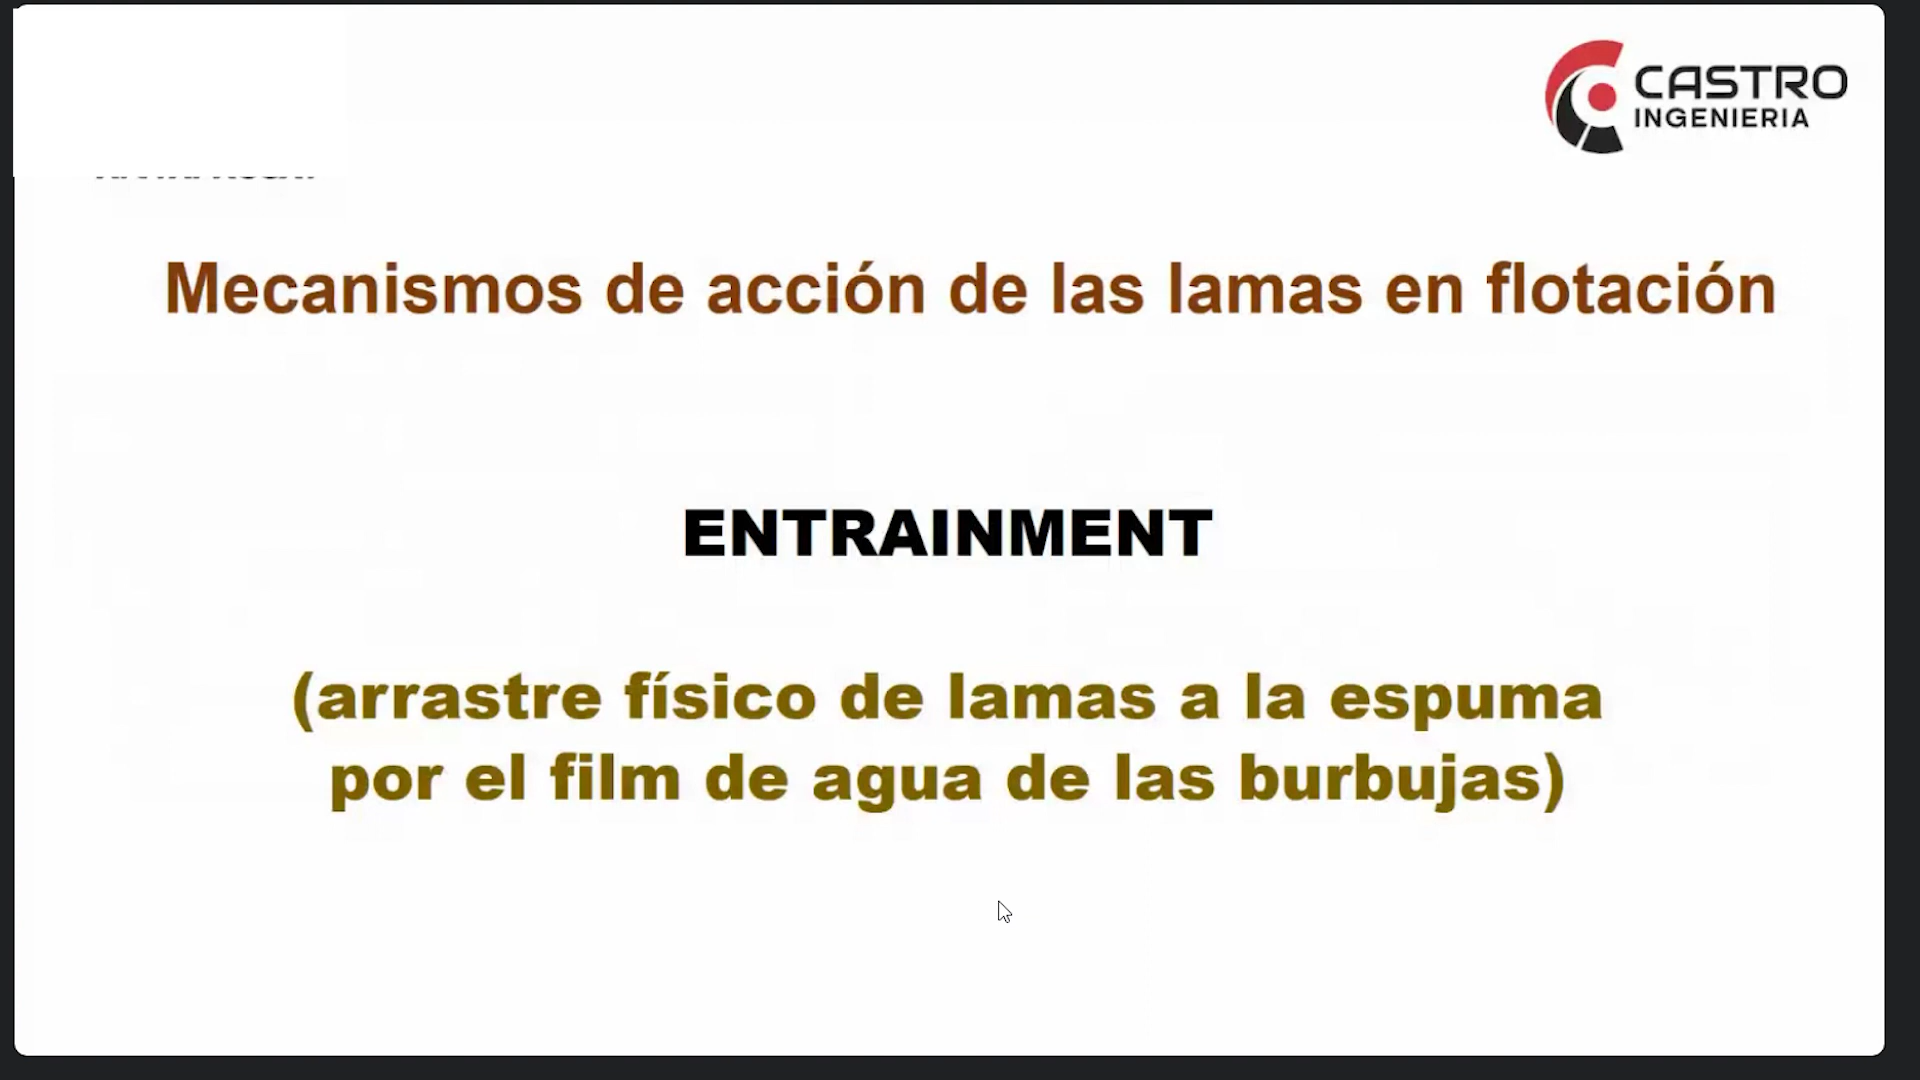 CASTRO
INGENIERIA
Mecanismos de acción de las lamas en flotación
ENTRAINMENT
(arrastre físico de lamas a la espuma
por el film de agua de las burbujas)